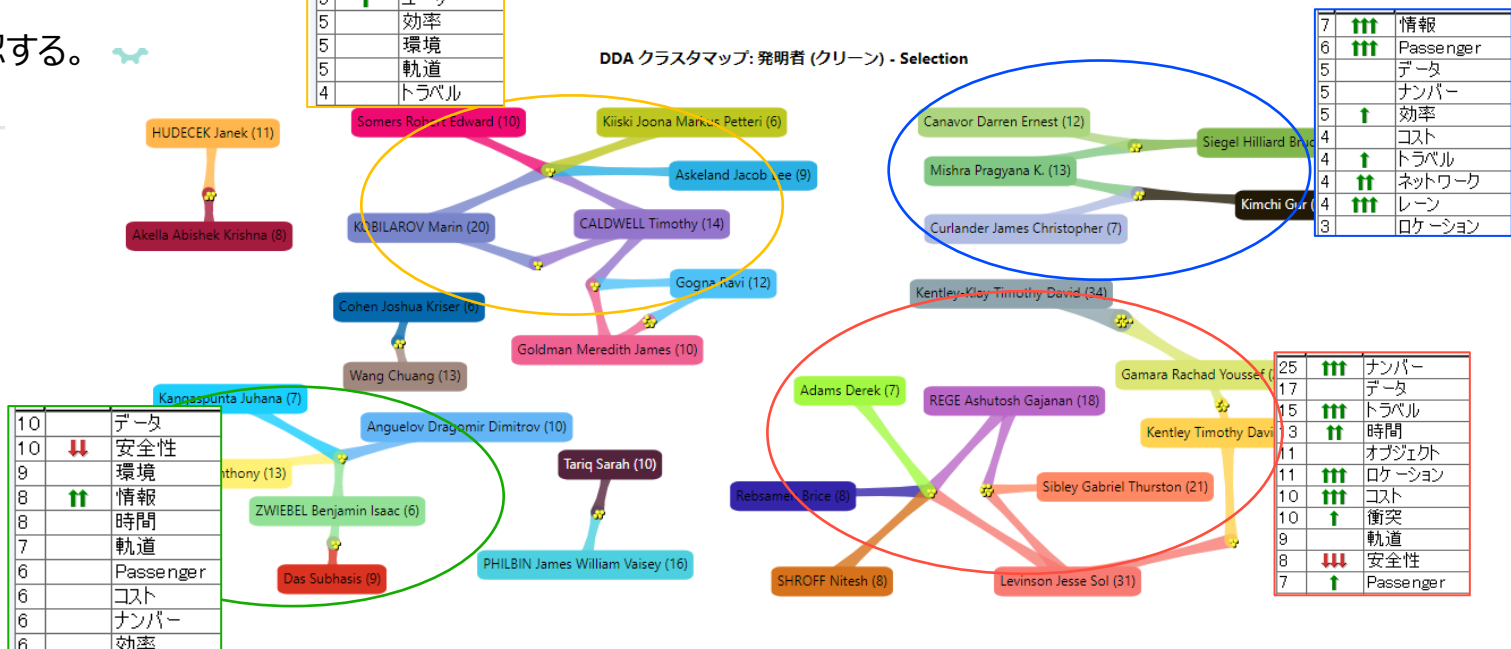 する。
DDA クラスタマップ: 発明者 (クリーン) - Selection
5 効率
5 環境
5 軌道
4 トラベル
7 情報
6 Passenger
5 データ
5 ナンバー
5 効率
4 コスト
4 トラベル
4 ネットワーク
4 レーン
3 ロケーション
HUDECEK Janek (11)
Akella Abishek Krishna (8)
Somers Robert Edward (10)
Kiiski Joona Markus Petteri (6)
Askeland Jacob Lee (9)
KOBILAROV Marin (20)
CALDWELL Timothy (14)
Gogna Ravi (12)
Goldman Meredith James (10)
Cohen Joshua Kriser (6)
Wang Chuang (13)
Canavor Darren Ernest (12)
Siegel Hilliard
Mishra Pragyana K. (13)
Kimchi Gur
Curlander James Christopher (7)
Kentley-Klay Timothy David (34)
Gamara Rachad Youssef
Adams Derek (7)
REGE Ashutosh Gajanan (18)
Kentley Timothy Davi
Rebsamen Brice (8)
Sibley Gabriel Thurston (21)
SHROFF Nitesh (8)
Levinson Jesse Sol (31)
Kangaspunta Juhana (7)
Anguelov Dragomir Dimitrov (10)
nthony (13)
ZWIEBEL Benjamin Isaac (6)
Das Subhasis (9)
Tariq Sarah (10)
PHILBIN James William Vaisey (16)
10 データ
10 安全性
9 環境
8 情報
8 時間
7 軌道
6 Passenger
6 コスト
6 ナンバー
6 効率
25 ナンバー
17 データ
15 トラベル
13 時間
11 オブジェクト
11 ロケーション
10 コスト
10 衝突
9 軌道
8 安全性
7 Passenger